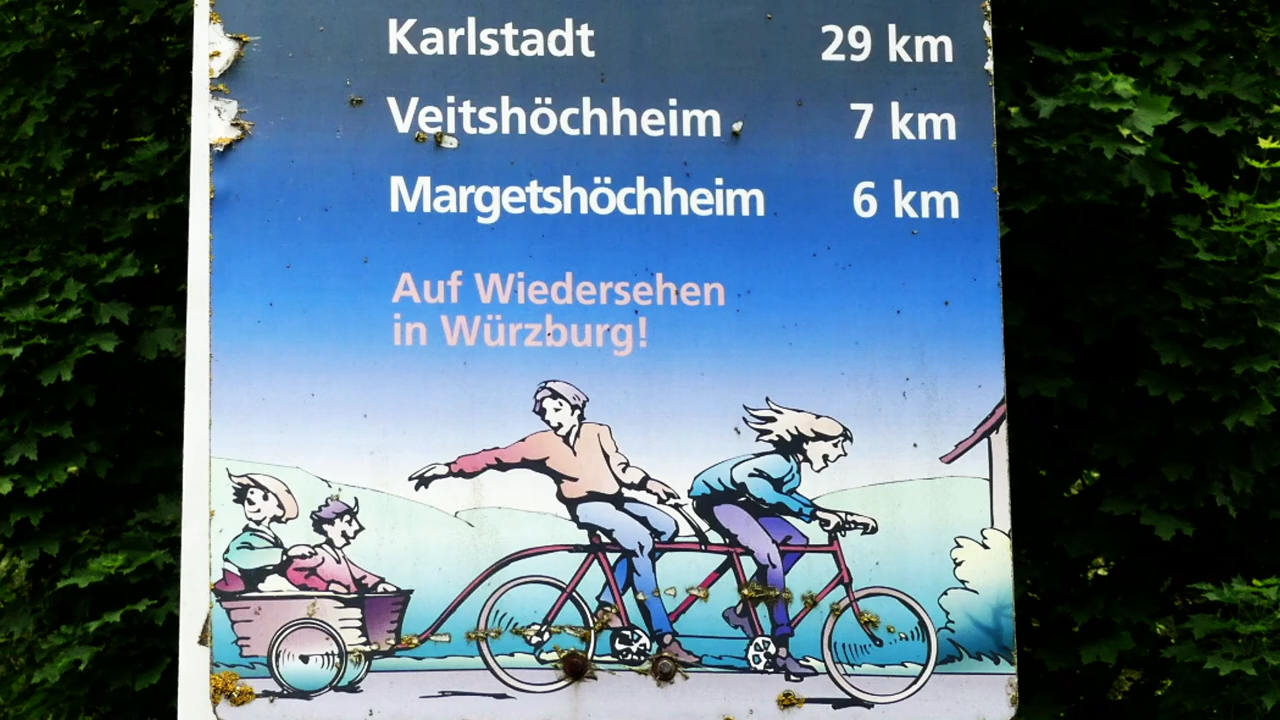 Karlstadt 29 km
Veitshöchheim 7 km
Margetshöchheim 6 km
Auf Wiedersehen
in Würzburg!